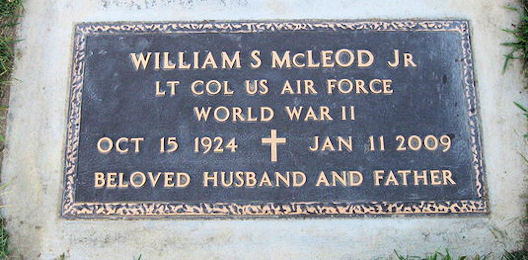 WILLIAM S McLEOD JR
LT COL US AIR FORCE
WORLD WAR II
OCT 15 1924 JAN 11 2009
BELOVED HUSBAND AND FATHER